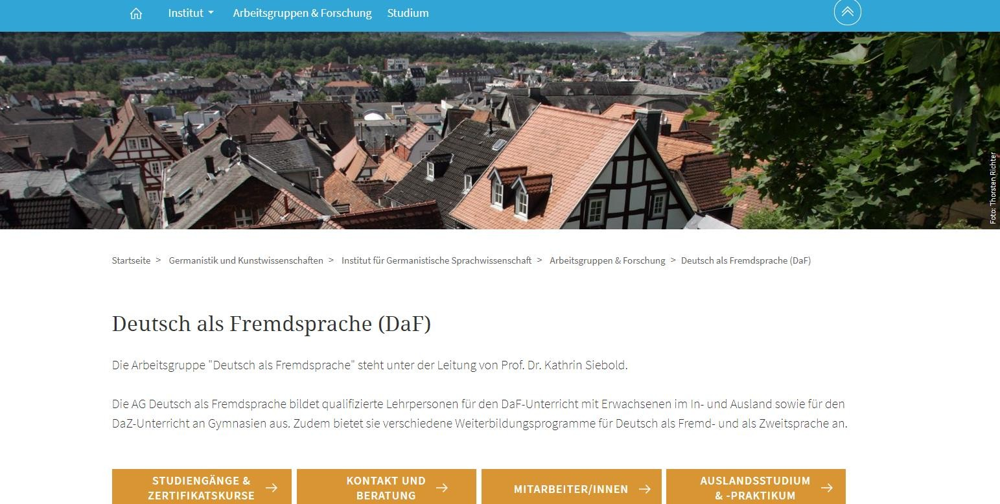 Institut
Arbeitsgruppen & Forschung
Studium
Foto: Thorsten Richter
Startseite > Germanistik und Kunstwissenschaften > Institut für Germanistische Sprachwissenschaft > Arbeitsgruppen & Forschung > Deutsch als Fremdsprache (DaF)
Deutsch als Fremdsprache (DaF)
Die Arbeitsgruppe "Deutsch als Fremdsprache" steht unter der Leitung von Prof. Dr. Kathrin Siebold.
Die AG Deutsch als Fremdsprache bildet qualifizierte Lehrpersonen für den DaF-Unterricht mit Erwachsenen im In- und Ausland sowie für den
DaZ-Unterricht an Gymnasien aus. Zudem bietet sie verschiedene Weiterbildungsprogramme für Deutsch als Fremd- und als Zweitsprache an.
STUDIENGÄNGE &
ZERTIFIKATSKURSE
KONTAKT UND
BERATUNG
MITARBEITER/INNEN
AUSLANDSSTUDIUM
& -PRAKTIKUM